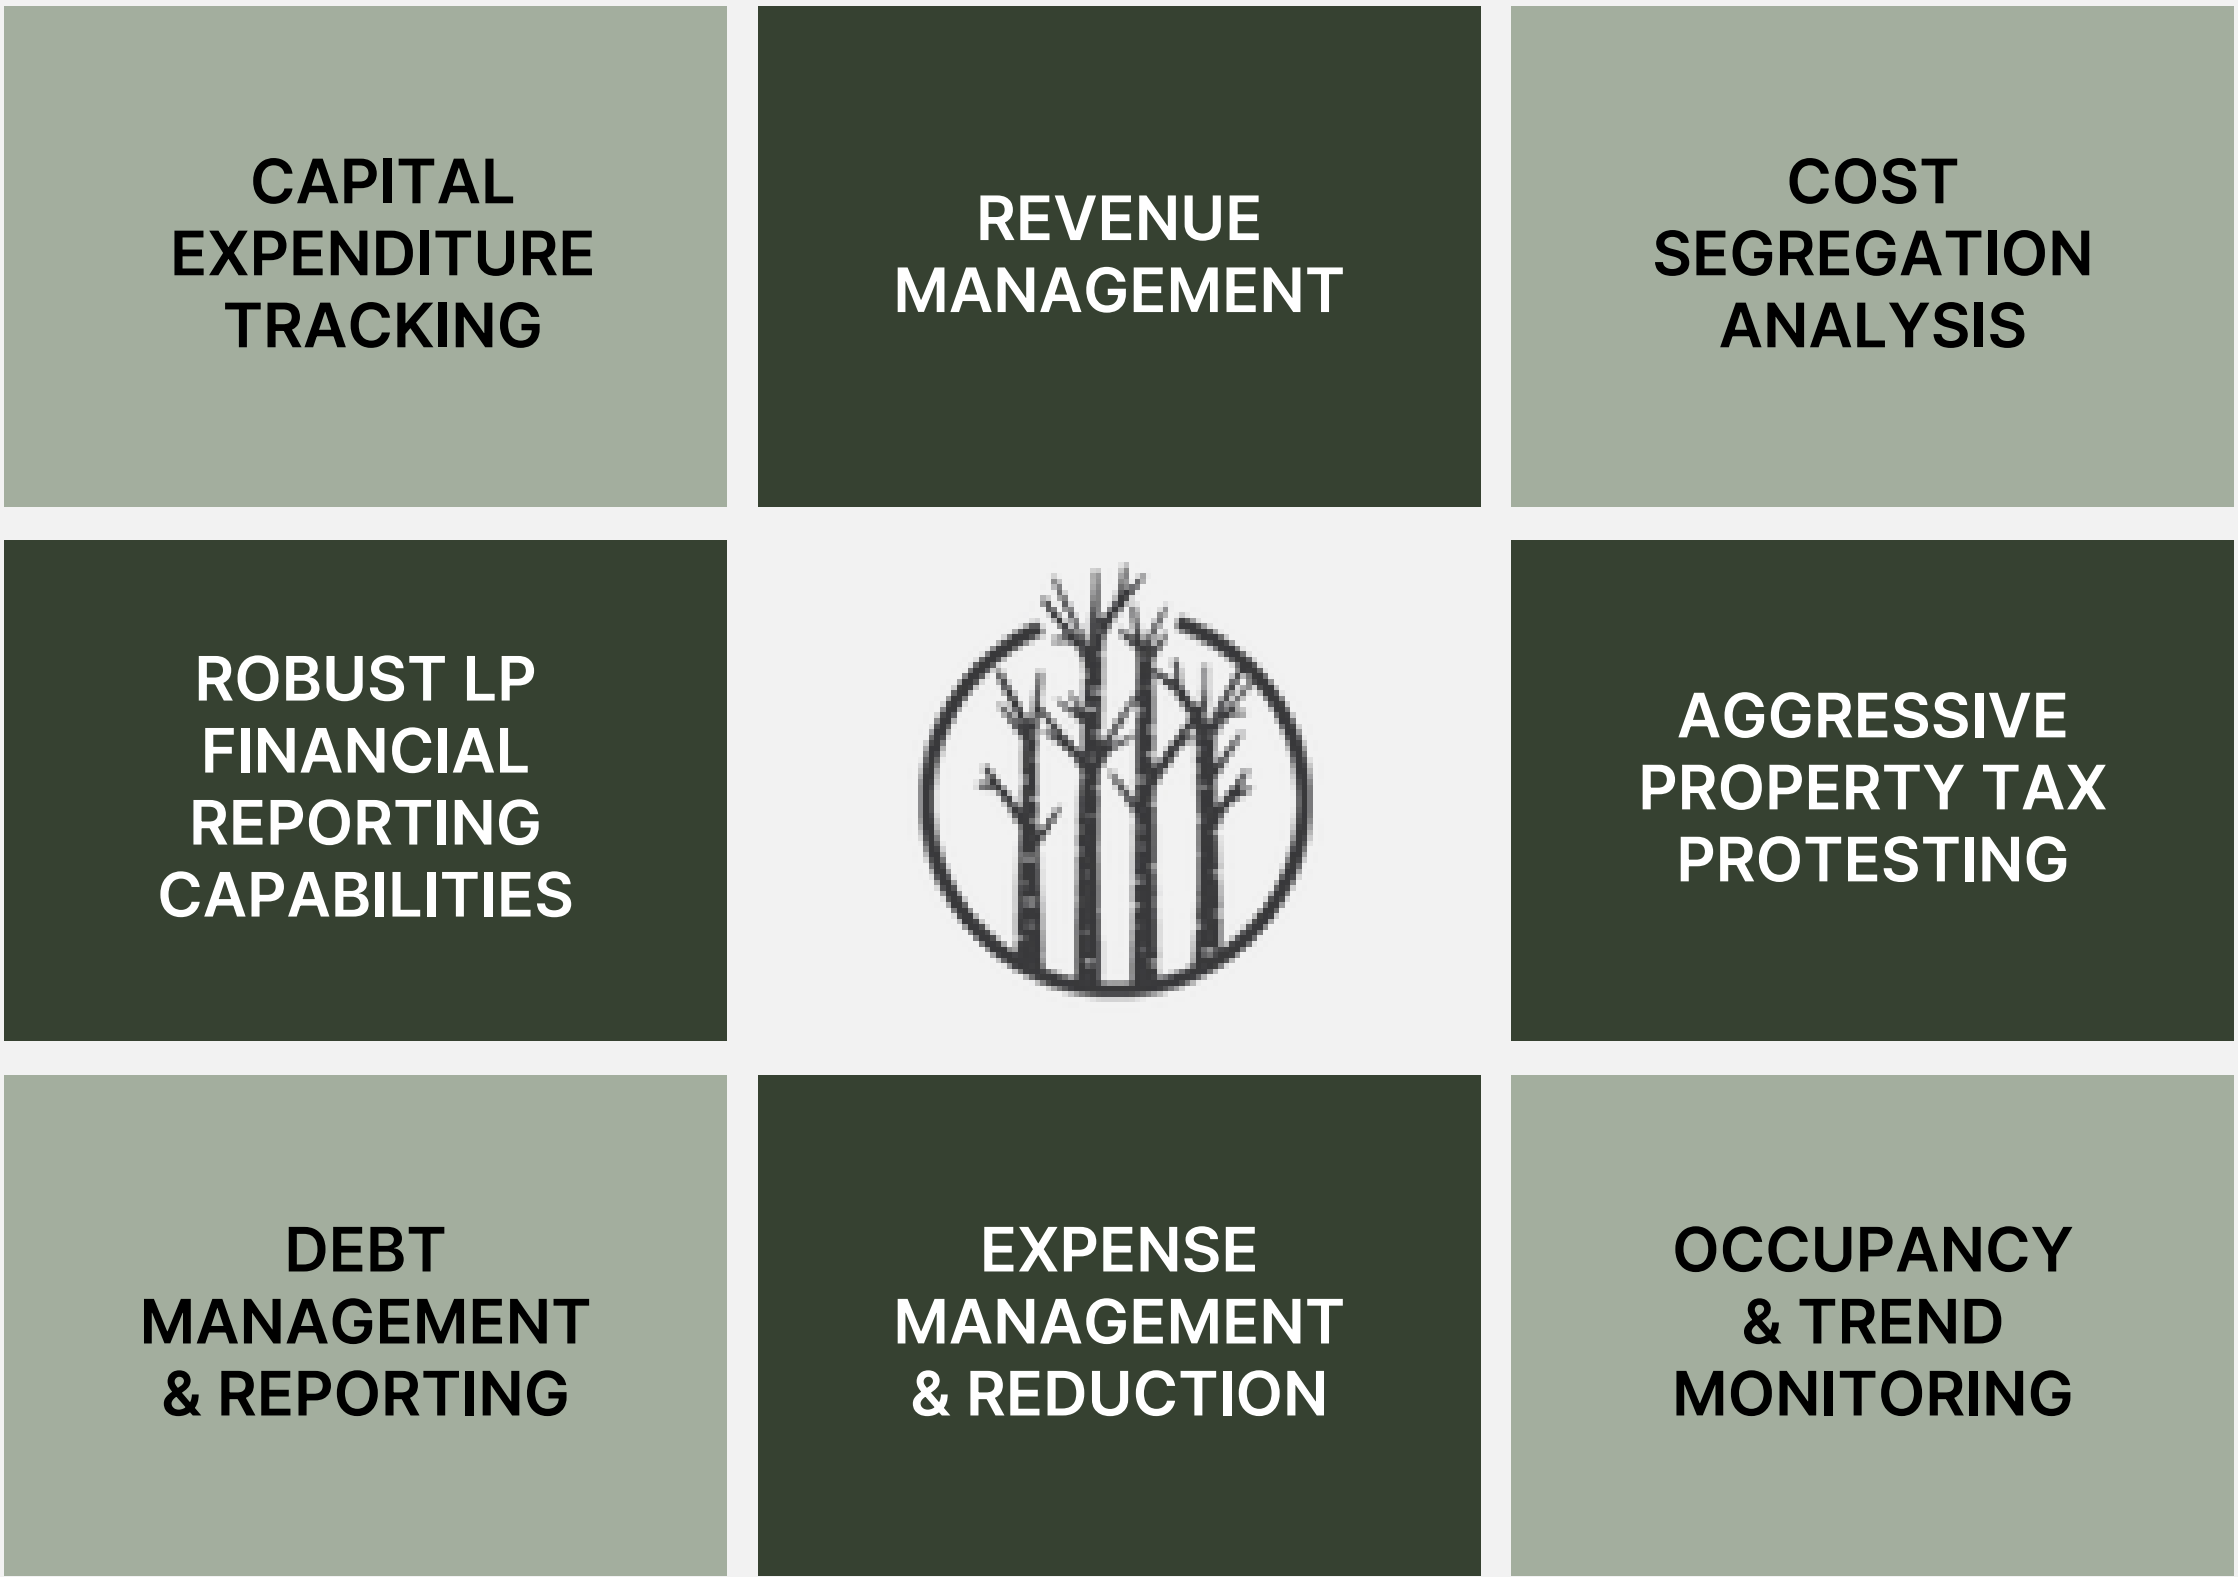 CAPITAL
EXPENDITURE
TRACKING
REVENUE
MANAGEMENT
COST
SEGREGATION
ANALYSIS
ROBUST LP
FINANCIAL
REPORTING
CAPABILITIES
AGGRESSIVE
PROPERTY TAX
PROTESTING
DEBT
MANAGEMENT
& REPORTING
EXPENSE
MANAGEMENT
& REDUCTION
OCCUPANCY
& TREND
MONITORING